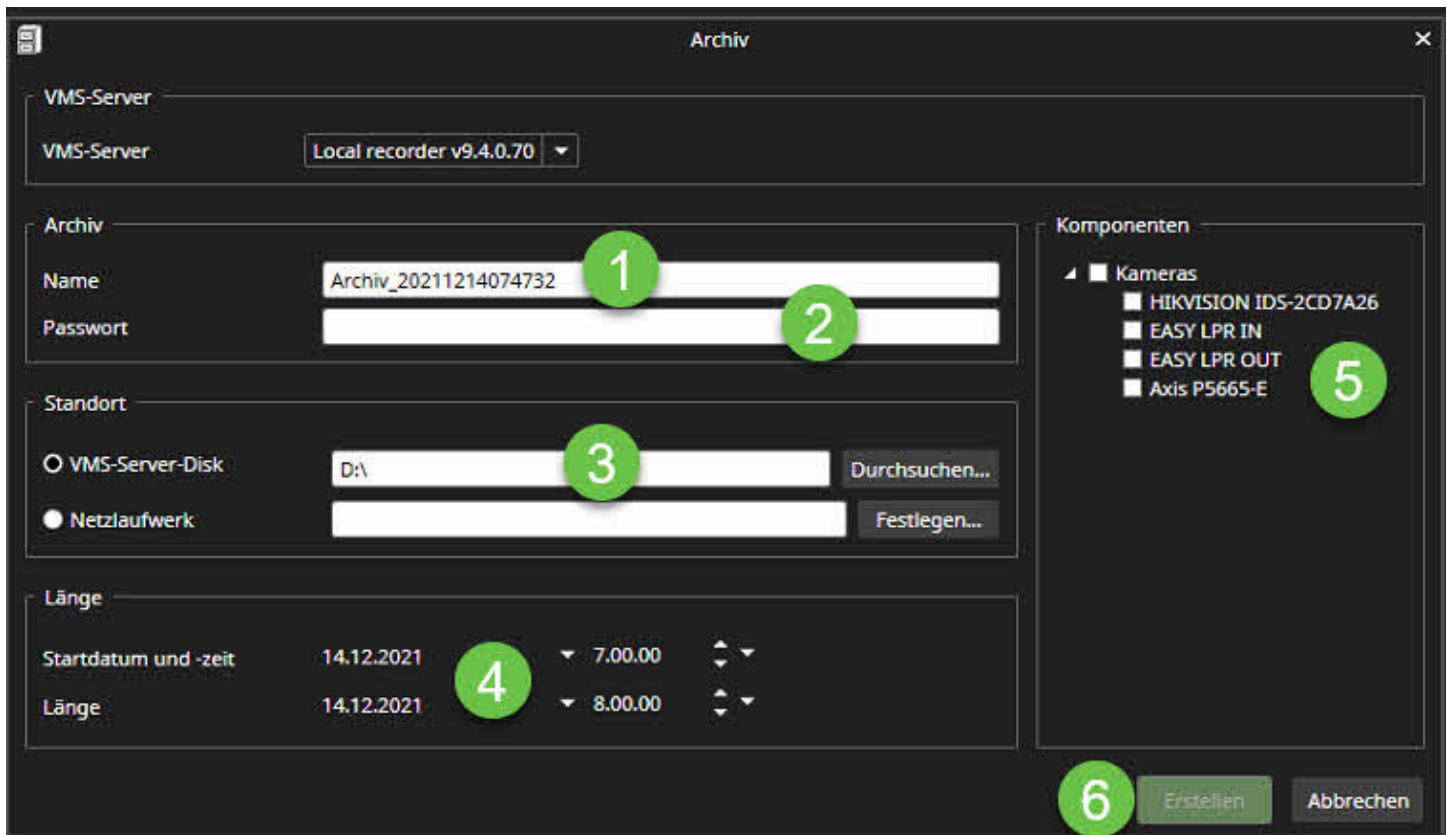 Archiv
VMS-Server
VMS-Server Local recorder v9.4.0.70
Archiv
Name Archiv_20211214074732 1
Passwort 2
Standort
VMS-Server-Disk D:\ 3 Durchsuchen...
Netzlaufwerk Festlegen...
Länge
Startdatum und -zeit 14.12.2021 7.00.00
4
Länge 14.12.2021 8.00.00
Komponenten
Kameras
HIKVISION IDS-2CD7A26
EASY LPR IN
EASY LPR OUT
Axis P5665-E
5
6 Erstellen Abbrechen